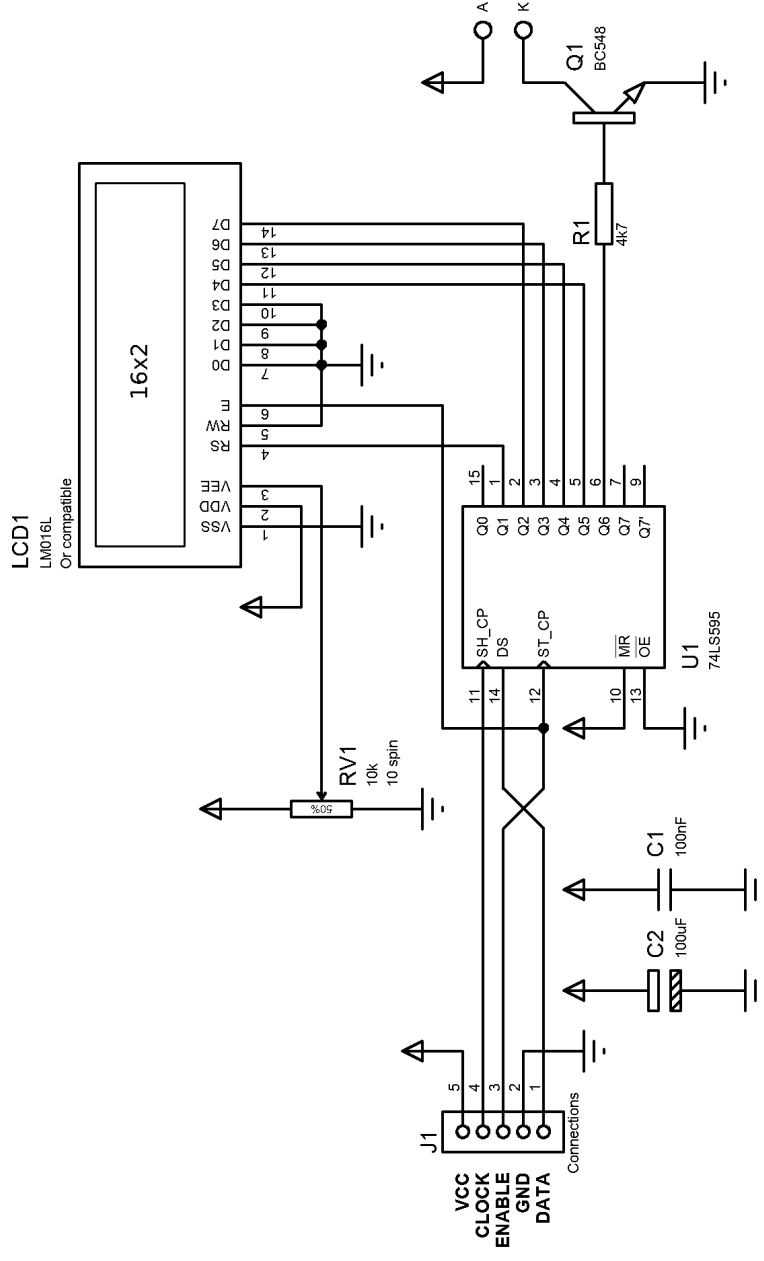 LCD1
LM016L
Or compatible
16x2
VSS
VDD
VEE
RS
RW
E
D0
D1
D2
D3
D4
D5
D6
D7
1
2
3
4
5
6
7
8
9
10
11
12
13
14
A
K
Q1
BC548
R1
4k7
RV1
10k
10 spin
50%
U1
74LS595
SH_CP
DS
ST_CP
MR
OE
11
14
12
10
13
Q0
Q1
Q2
Q3
Q4
Q5
Q6
Q7
Q7'
15
1
2
3
4
5
6
7
9
C1
100nF
C2
100uF
J1
Connections
5
4
3
2
1
VCC
CLOCK
ENABLE
GND
DATA